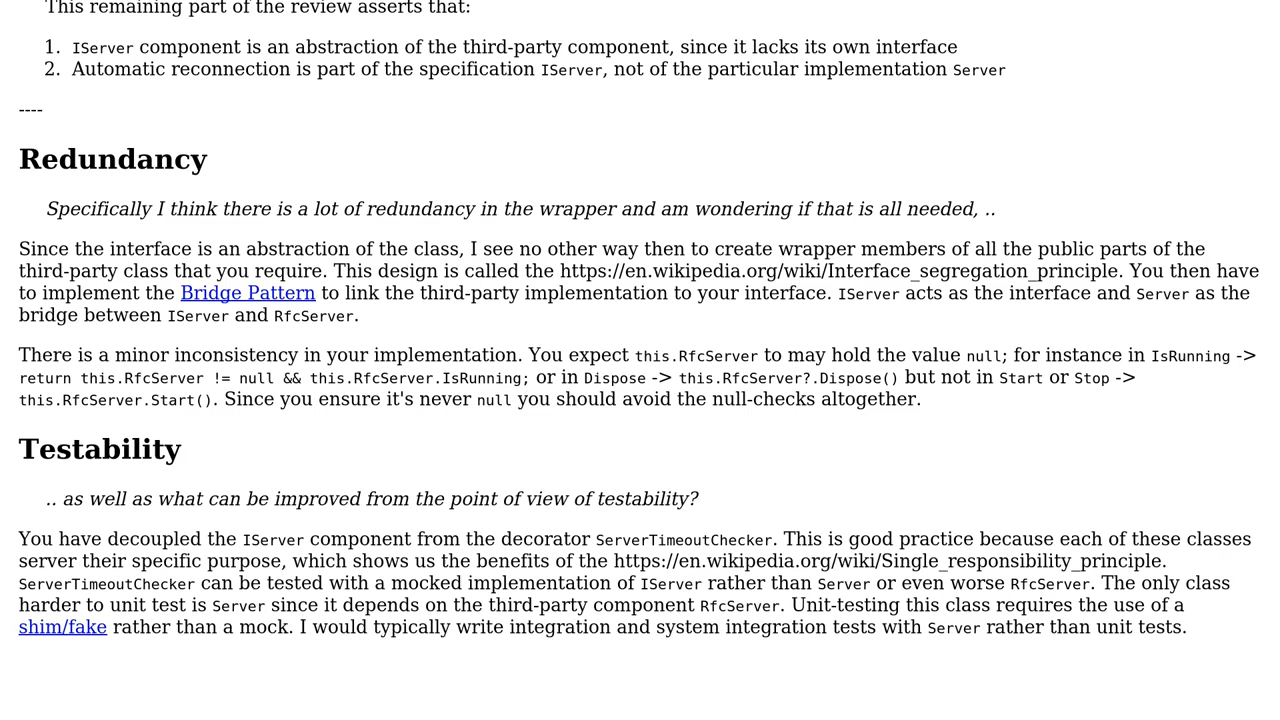 This remaining part of the review asserts that:
1. IServer component is an abstraction of the third-party component, since it lacks its own interface
2. Automatic reconnection is part of the specification IServer, not of the particular implementation Server
----
Redundancy
Specifically I think there is a lot of redundancy in the wrapper and am wondering if that is all needed, ..
Since the interface is an abstraction of the class, I see no other way then to create wrapper members of all the public parts of the
third-party class that you require. This design is called the https://en.wikipedia.org/wiki/Interface_segregation_principle. You then have
to implement the Bridge Pattern to link the third-party implementation to your interface. IServer acts as the interface and Server as the
bridge between IServer and RfcServer.
There is a minor inconsistency in your implementation. You expect this.RfcServer to may hold the value null; for instance in IsRunning ->
return this.RfcServer != null && this.RfcServer.IsRunning; or in Dispose -> this.RfcServer?.Dispose() but not in Start or Stop ->
this.RfcServer.Start(). Since you ensure it's never null you should avoid the null-checks altogether.
Testability
.. as well as what can be improved from the point of view of testability?
You have decoupled the IServer component from the decorator ServerTimeoutChecker. This is good practice because each of these classes
server their specific purpose, which shows us the benefits of the https://en.wikipedia.org/wiki/Single_responsibility_principle.
ServerTimeoutChecker can be tested with a mocked implementation of IServer rather than Server or even worse RfcServer. The only class
harder to unit test is Server since it depends on the third-party component RfcServer. Unit-testing this class requires the use of a
shim/fake rather than a mock. I would typically write integration and system integration tests with Server rather than unit tests.